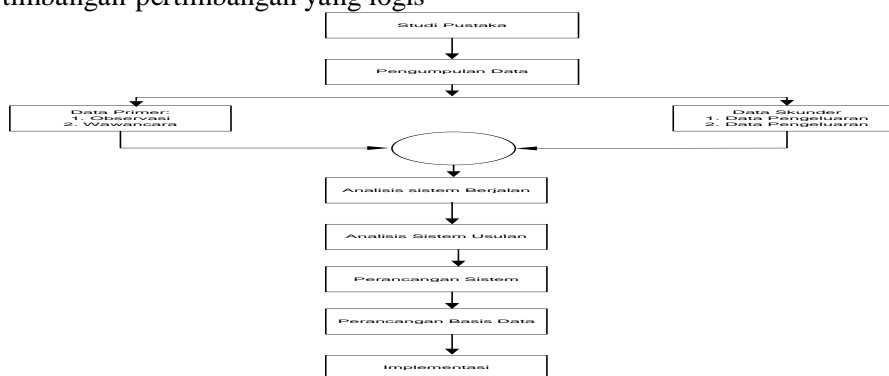 timbangan-pertimbangan yang logis
Studi Pustaka
Pengumpulan Data
Data Primer:
1. Observasi
2. Wawancara
Data Skunder
1. Data Pengeluaran
2. Data Pengeluaran
Analisis sistem Berjalan
Analisis Sistem Usulan
Perancangan Sistem
Perancangan Basis Data
Implementasi